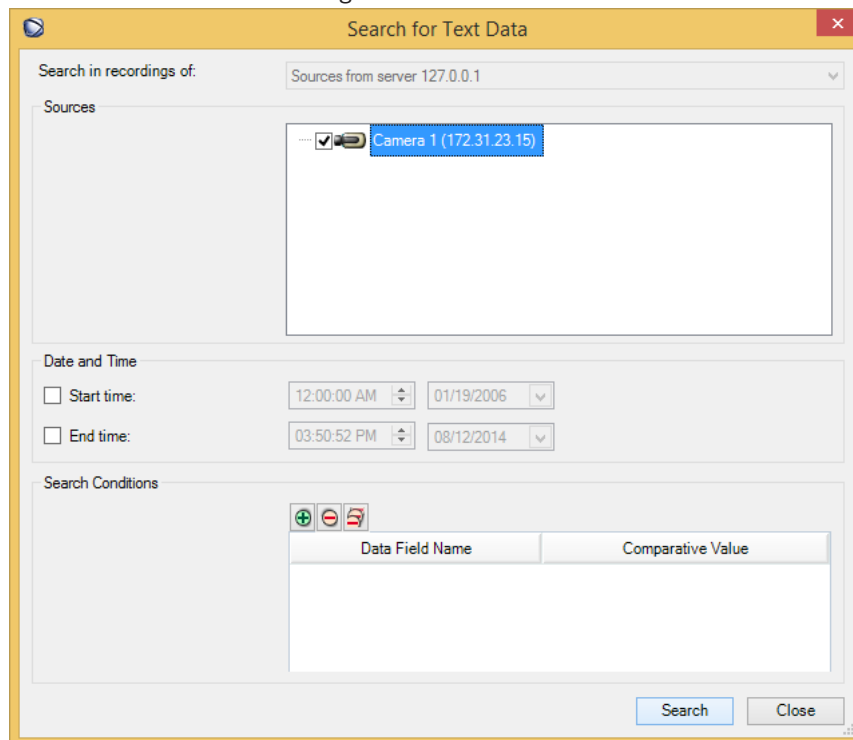 Search for Text Data
Search in recordings of:
Sources from server 127.0.0.1
Sources
Camera 1 (172.31.23.15)
Date and Time
Start time:
12:00:00 AM
01/19/2006
End time:
03:50:52 PM
08/12/2014
Search Conditions
Data Field Name
Comparative Value
Search
Close